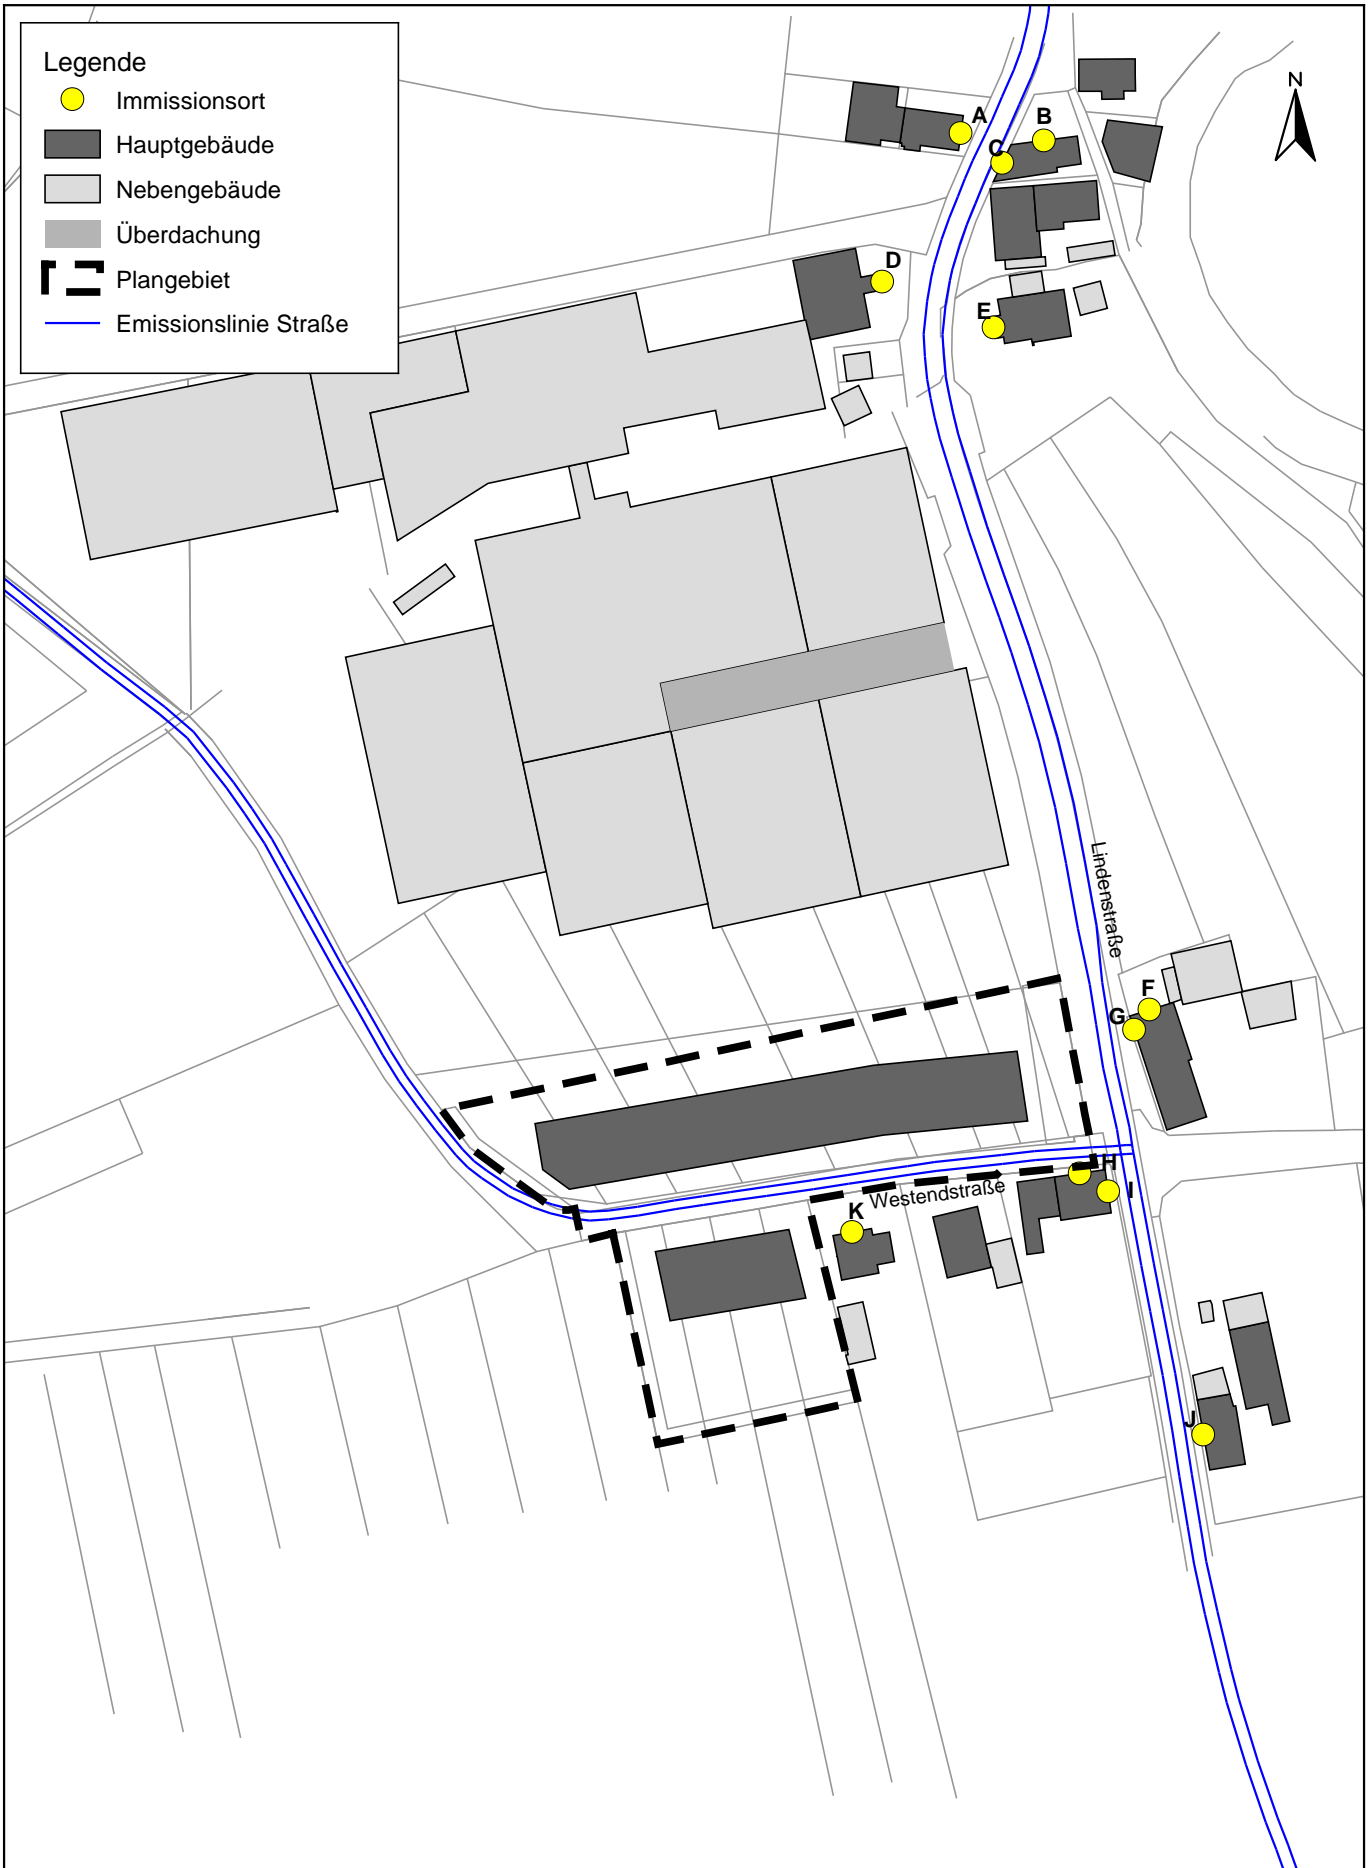 Legende
Immissionsort
Hauptgebäude
Nebengebäude
Überdachung
Plangebiet
Emissionslinie Straße
N
A
B
C
D
E
Lindenstraße
F
G
H
I
Westendstraße
K
J